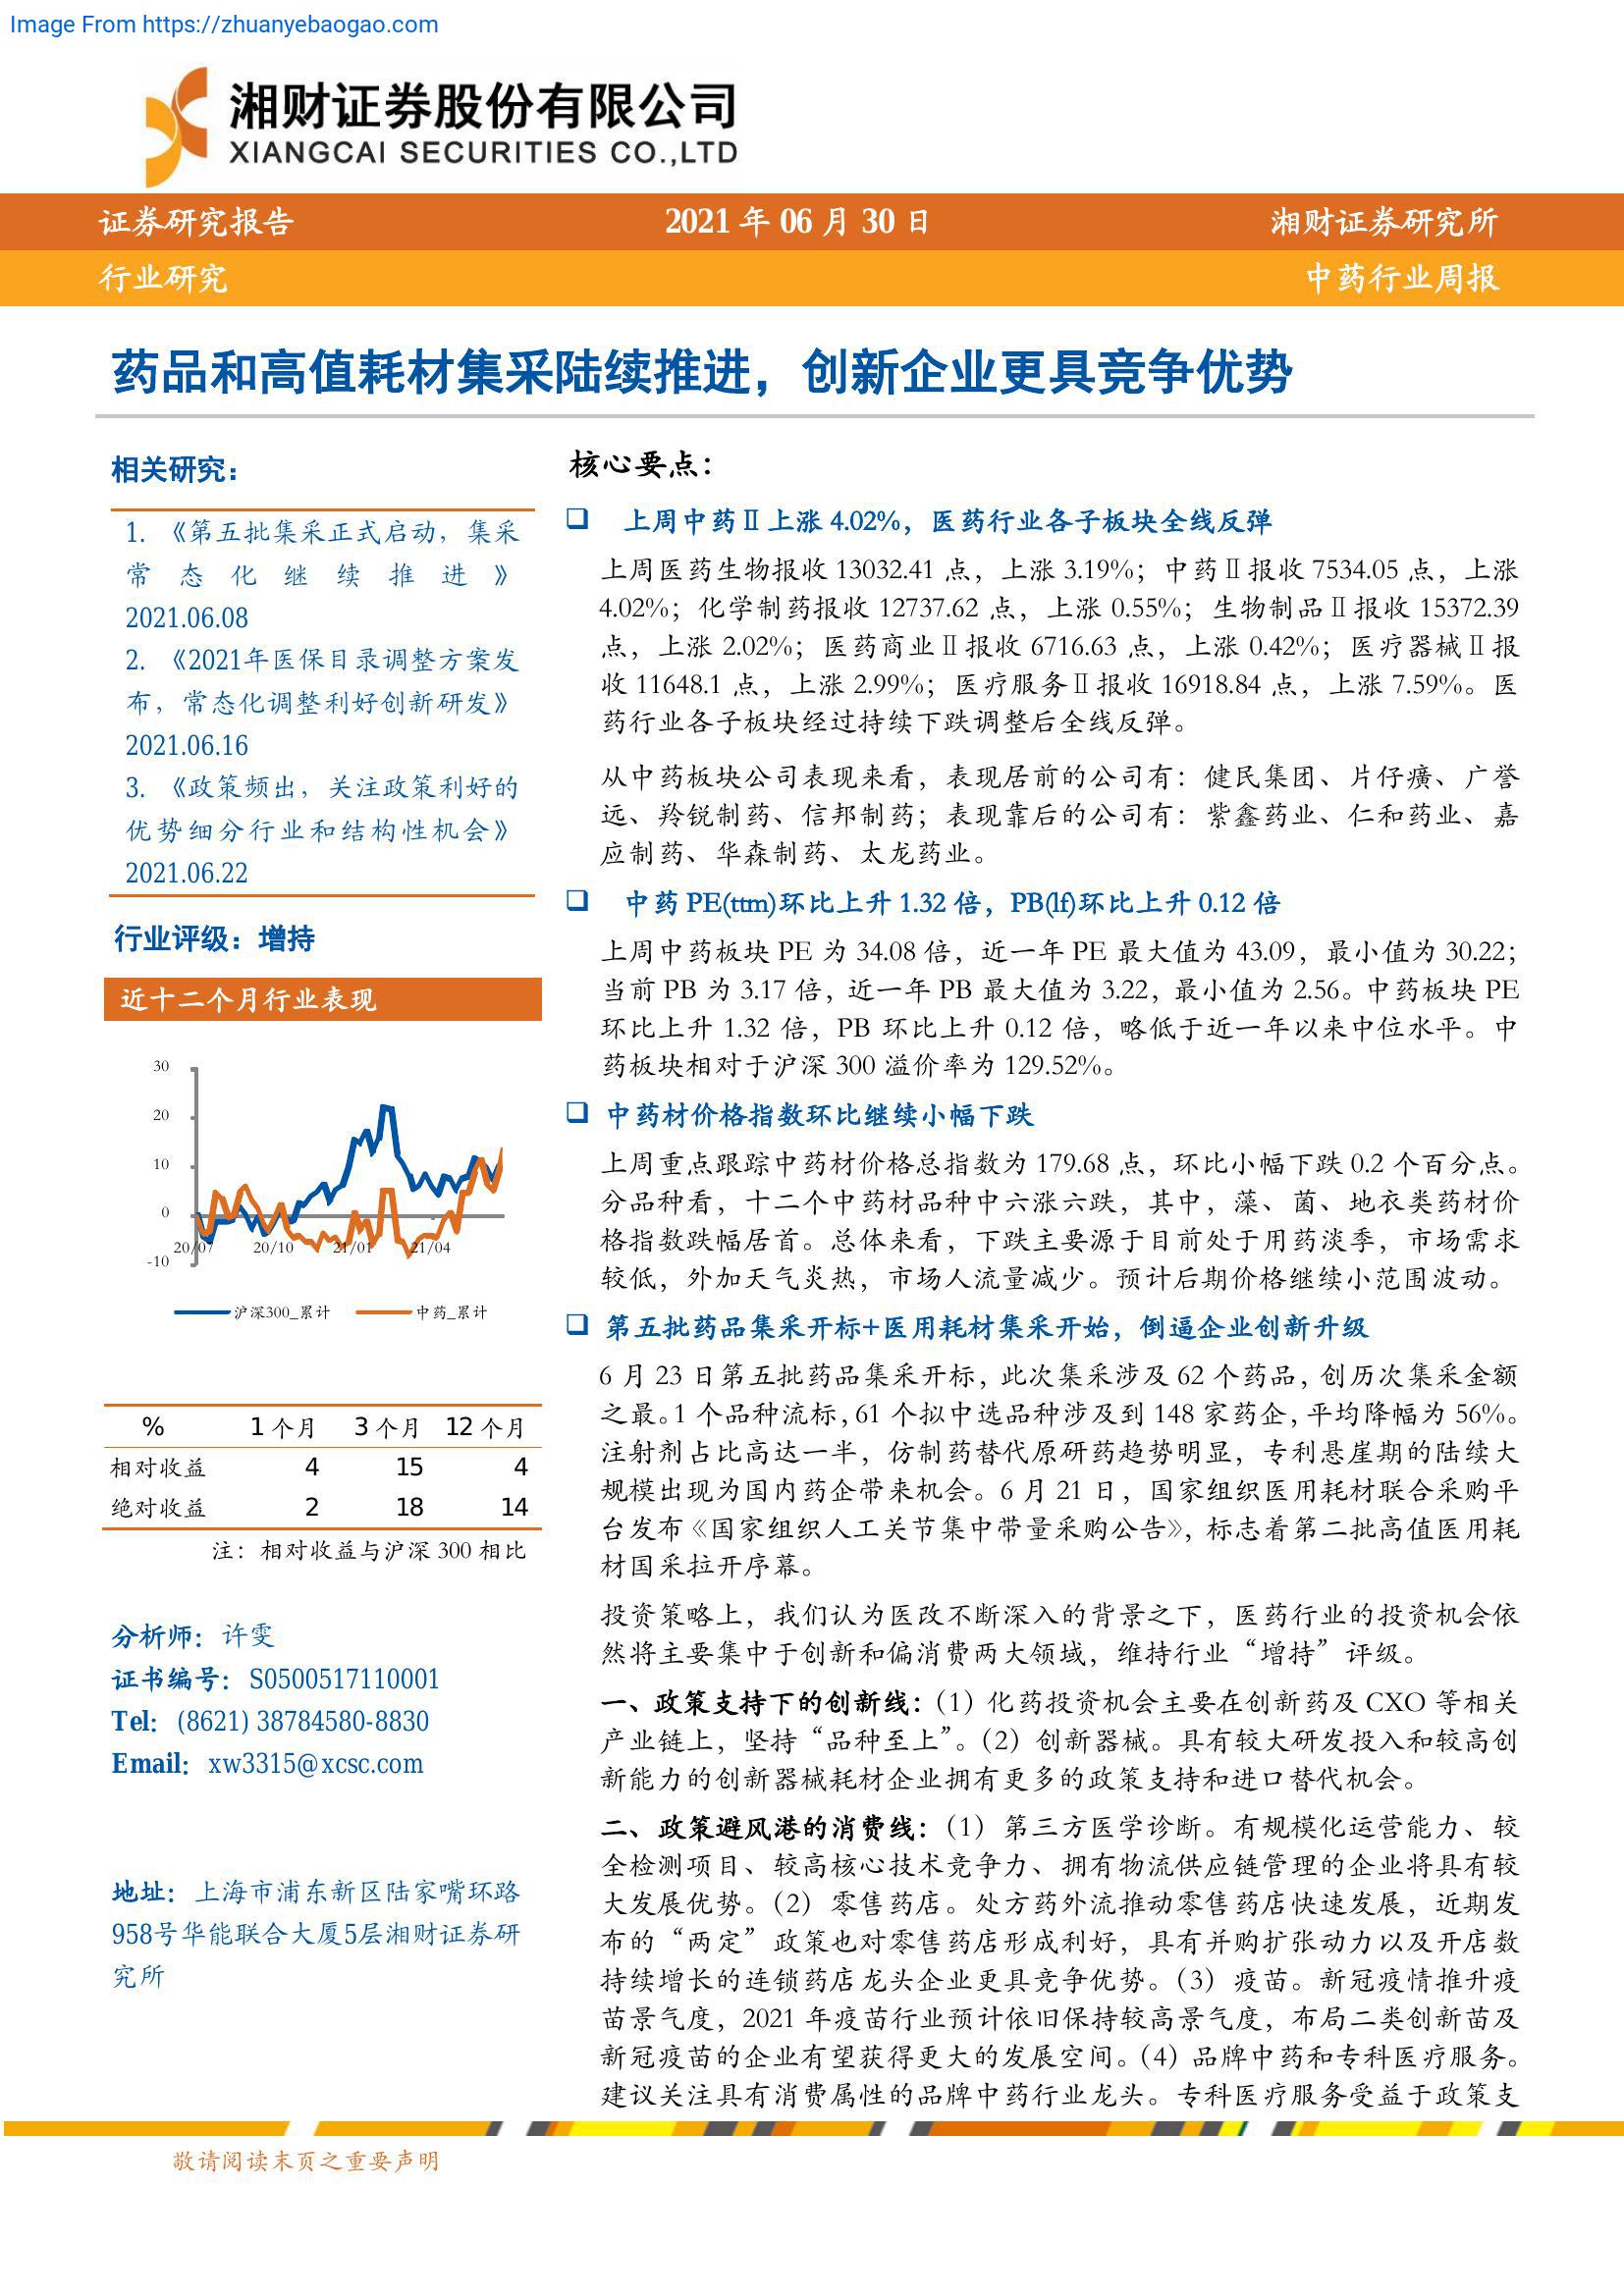 Image From https://zhuanyebaogao.com
湘财证券股份有限公司
XIANGCAI SECURITIES CO.,LTD
证券研究报告
2021 年 06 月 30 日
湘财证券研究所
行业研究
中药行业周报
药品和高值耗材集采陆续推进，创新企业更具竞争优势
相关研究：
1. 《第五批集采正式启动，集采
常态化继续推进》
2021.06.08
2. 《2021年医保目录调整方案发
布，常态化调整利好创新研发》
2021.06.16
3. 《政策频出，关注政策利好的
优势细分行业和结构性机会》
2021.06.22
行业评级：增持
近十二个月行业表现
30
20
10
0
-10
20/07
20/10
21/01
21/04
沪深300_累计
中药_累计
% 1 个月 3 个月 12 个月
相对收益 4 15 4
绝对收益 2 18 14
注：相对收益与沪深 300 相比
分析师：许雯
证书编号：S0500517110001
Tel：(8621) 38784580-8830
Email：xw3315@xcsc.com
地址：上海市浦东新区陆家嘴环路
958号华能联合大厦5层湘财证券研
究所
核心要点：
❑ 上周中药Ⅱ上涨 4.02%，医药行业各子板块全线反弹
上周医药生物报收 13032.41 点，上涨 3.19%；中药Ⅱ报收 7534.05 点，上涨
4.02%；化学制药报收 12737.62 点，上涨 0.55%；生物制品Ⅱ报收 15372.39
点，上涨 2.02%；医药商业Ⅱ报收 6716.63 点，上涨 0.42%；医疗器械Ⅱ报
收 11648.1 点，上涨 2.99%；医疗服务Ⅱ报收 16918.84 点，上涨 7.59%。医
药行业各子板块经过持续下跌调整后全线反弹。
从中药板块公司表现来看，表现居前的公司有：健民集团、片仔癀、广誉
远、羚锐制药、信邦制药；表现靠后的公司有：紫鑫药业、仁和药业、嘉
应制药、华森制药、太龙药业。
❑ 中药 PE(ttm)环比上升 1.32 倍，PB(lf)环比上升 0.12 倍
上周中药板块 PE 为 34.08 倍，近一年 PE 最大值为 43.09，最小值为 30.22；
当前 PB 为 3.17 倍，近一年 PB 最大值为 3.22，最小值为 2.56。中药板块 PE
环比上升 1.32 倍，PB 环比上升 0.12 倍，略低于近一年以来中位水平。中
药板块相对于沪深 300 溢价率为 129.52%。
❑ 中药材价格指数环比继续小幅下跌
上周重点跟踪中药材价格总指数为 179.68 点，环比小幅下跌 0.2 个百分点。
分品种看，十二个中药材品种中六涨六跌，其中，藻、菌、地衣类药材价
格指数跌幅居首。总体来看，下跌主要源于目前处于用药淡季，市场需求
较低，外加天气炎热，市场人流量减少。预计后期价格继续小范围波动。
❑ 第五批药品集采开标+医用耗材集采开始，倒逼企业创新升级
6 月 23 日第五批药品集采开标，此次集采涉及 62 个药品，创历次集采金额
之最。1 个品种流标，61 个拟中选品种涉及到 148 家药企，平均降幅为 56%。
注射剂占比高达一半，仿制药替代原研药趋势明显，专利悬崖期的陆续大
规模出现为国内药企带来机会。6 月 21 日，国家组织医用耗材联合采购平
台发布《国家组织人工关节集中带量采购公告》，标志着第二批高值医用耗
材国采拉开序幕。
投资策略上，我们认为医改不断深入的背景之下，医药行业的投资机会依
然将主要集中于创新和偏消费两大领域，维持行业“增持”评级。
一、政策支持下的创新线：（1）化药投资机会主要在创新药及 CXO 等相关
产业链上，坚持“品种至上”。（2）创新器械。具有较大研发投入和较高创
新能力的创新器械耗材企业拥有更多的政策支持和进口替代机会。
二、政策避风港的消费线：（1）第三方医学诊断。有规模化运营能力、较
全检测项目、较高核心技术竞争力、拥有物流供应链管理的企业将具有较
大发展优势。（2）零售药店。处方药外流推动零售药店快速发展，近期发
布的“两定”政策也对零售药店形成利好，具有并购扩张动力以及开店数
持续增长的连锁药店龙头企业更具竞争优势。（3）疫苗。新冠疫情推升疫
苗景气度，2021 年疫苗行业预计依旧保持较高景气度，布局二类创新苗及
新冠疫苗的企业有望获得更大的发展空间。（4）品牌中药和专科医疗服务。
建议关注具有消费属性的品牌中药行业龙头。专科医疗服务受益于政策支
敬请阅读末页之重要声明